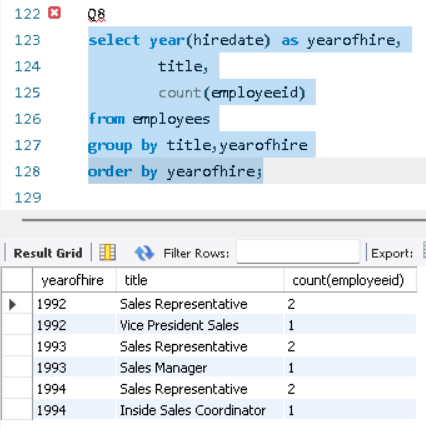 122 Q8
123 select year(hiredate) as yearofhire,
124 title,
125 count(employeeid)
126 from employees
127 group by title,yearofhire
128 order by yearofhire;
129
Result Grid Filter Rows: Export:
yearofhire title count(employeeid)
1992 Sales Representative 2
1992 Vice President Sales 1
1993 Sales Representative 2
1993 Sales Manager 1
1994 Sales Representative 2
1994 Inside Sales Coordinator 1